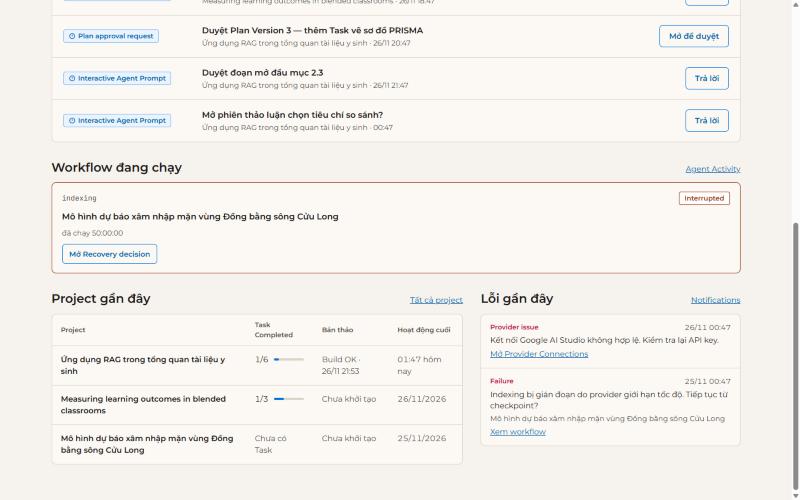 Measuring learning outcomes in blended classrooms · 26/11 18:47
Plan approval request
Duyệt Plan Version 3 — thêm Task vẽ sơ đồ PRISMA
Ứng dụng RAG trong tổng quan tài liệu y sinh · 26/11 20:47
Mở để duyệt
Interactive Agent Prompt
Duyệt đoạn mở đầu mục 2.3
Ứng dụng RAG trong tổng quan tài liệu y sinh · 26/11 21:47
Trả lời
Interactive Agent Prompt
Mở phiên thảo luận chọn tiêu chí so sánh?
Ứng dụng RAG trong tổng quan tài liệu y sinh · 00:47
Trả lời
Workflow đang chạy
Agent Activity
indexing
Interrupted
Mô hình dự báo xâm nhập mặn vùng Đồng bằng sông Cửu Long
đã chạy 50:00:00
Mở Recovery decision
Project gần đây
Tất cả project
Project
Task
Completed
Bản thảo
Hoạt động cuối
Ứng dụng RAG trong tổng quan tài liệu y
sinh
1/6
Build OK ·
26/11 21:53
01:47 hôm
nay
Measuring learning outcomes in blended
classrooms
1/3
Chưa khởi tạo
26/11/2026
Mô hình dự báo xâm nhập mặn vùng Đồng
bằng sông Cửu Long
Chưa có
Task
Chưa khởi tạo
25/11/2026
Lỗi gần đây
Notifications
Provider issue
26/11 00:47
Kết nối Google AI Studio không hợp lệ. Kiểm tra lại API key.
Mở Provider Connections
Failure
25/11 00:47
Indexing bị gián đoạn do provider giới hạn tốc độ. Tiếp tục từ
checkpoint?
Mô hình dự báo xâm nhập mặn vùng Đồng bằng sông Cửu Long
Xem workflow